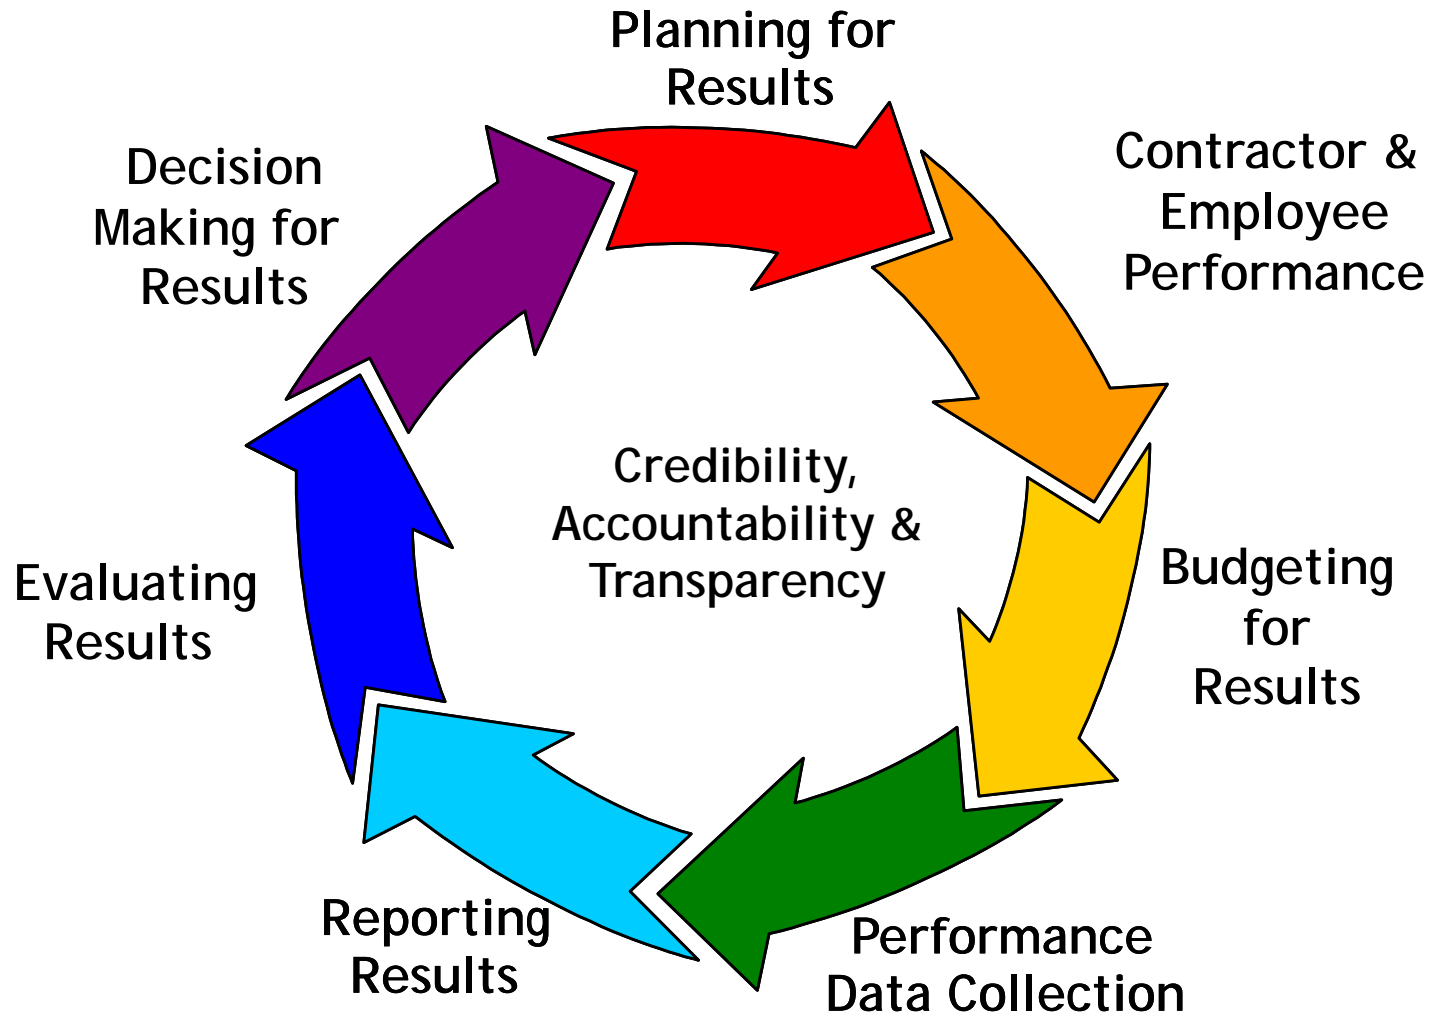 Planning for
Results
Contractor &
Employee
Performance
Budgeting
for
Results
Performance
Data Collection
Reporting
Results
Evaluating
Results
Decision
Making for
Results
Credibility,
Accountability &
Transparency